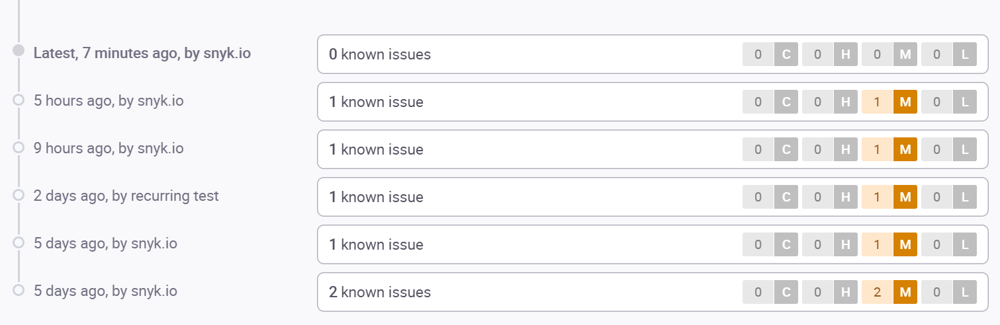 Latest, 7 minutes ago, by snyk.io 0 known issues 0 C 0 H 0 M 0 L
5 hours ago, by snyk.io 1 known issue 0 C 0 H 1 M 0 L
9 hours ago, by snyk.io 1 known issue 0 C 0 H 1 M 0 L
2 days ago, by recurring test 1 known issue 0 C 0 H 1 M 0 L
5 days ago, by snyk.io 1 known issue 0 C 0 H 1 M 0 L
5 days ago, by snyk.io 2 known issues 0 C 0 H 2 M 0 L